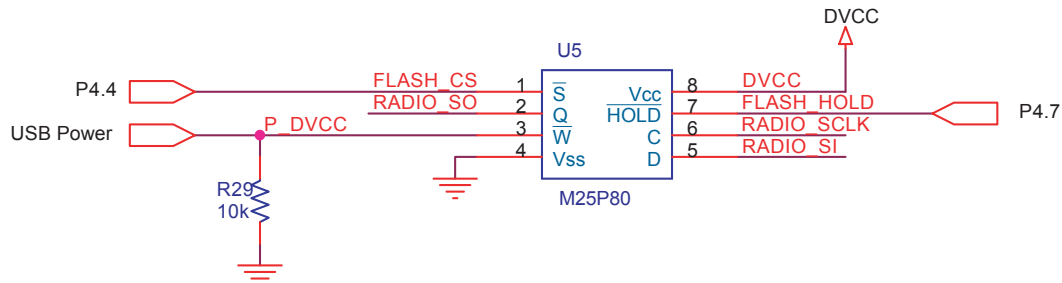 DVCC
U5
P4.4
FLASH_CS
1
S
Vcc
8
DVCC
RADIO_SO
2
Q
HOLD
7
FLASH_HOLD
P4.7
USB Power
P_DVCC
3
W
C
6
RADIO_SCLK
4
Vss
D
5
RADIO_SI
R29
10k
M25P80